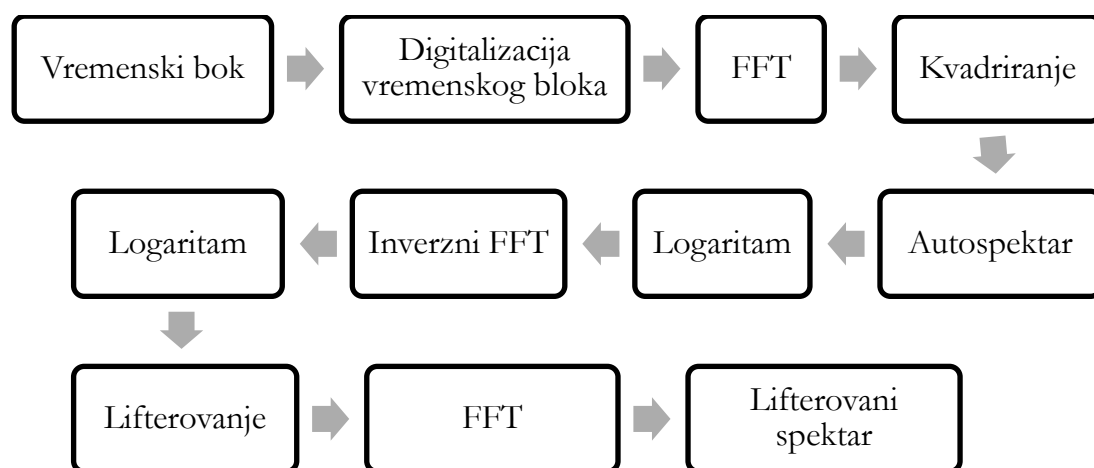 Vremenski bok
Digitalizacija
vremenskog bloka
FFT
Kvadriranje
Autospektar
Logaritam
Inverzni FFT
Logaritam
Lifterovanje
FFT
Lifterovani
spektar